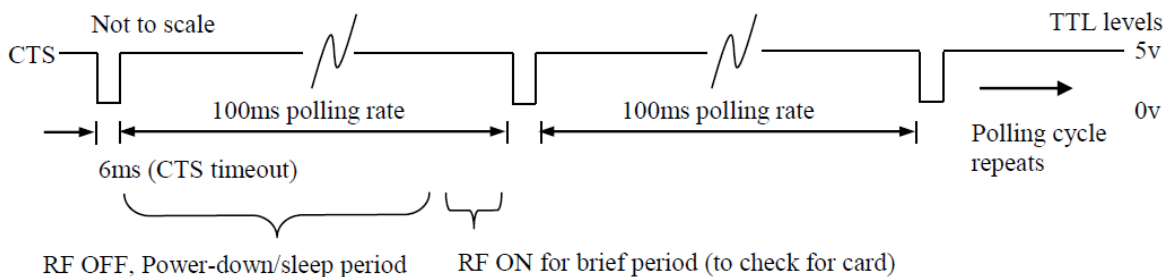 Not to scale
TTL levels
CTS
5v
100ms polling rate
100ms polling rate
0v
6ms (CTS timeout)
Polling cycle
repeats
RF OFF, Power-down/sleep period
RF ON for brief period (to check for card)